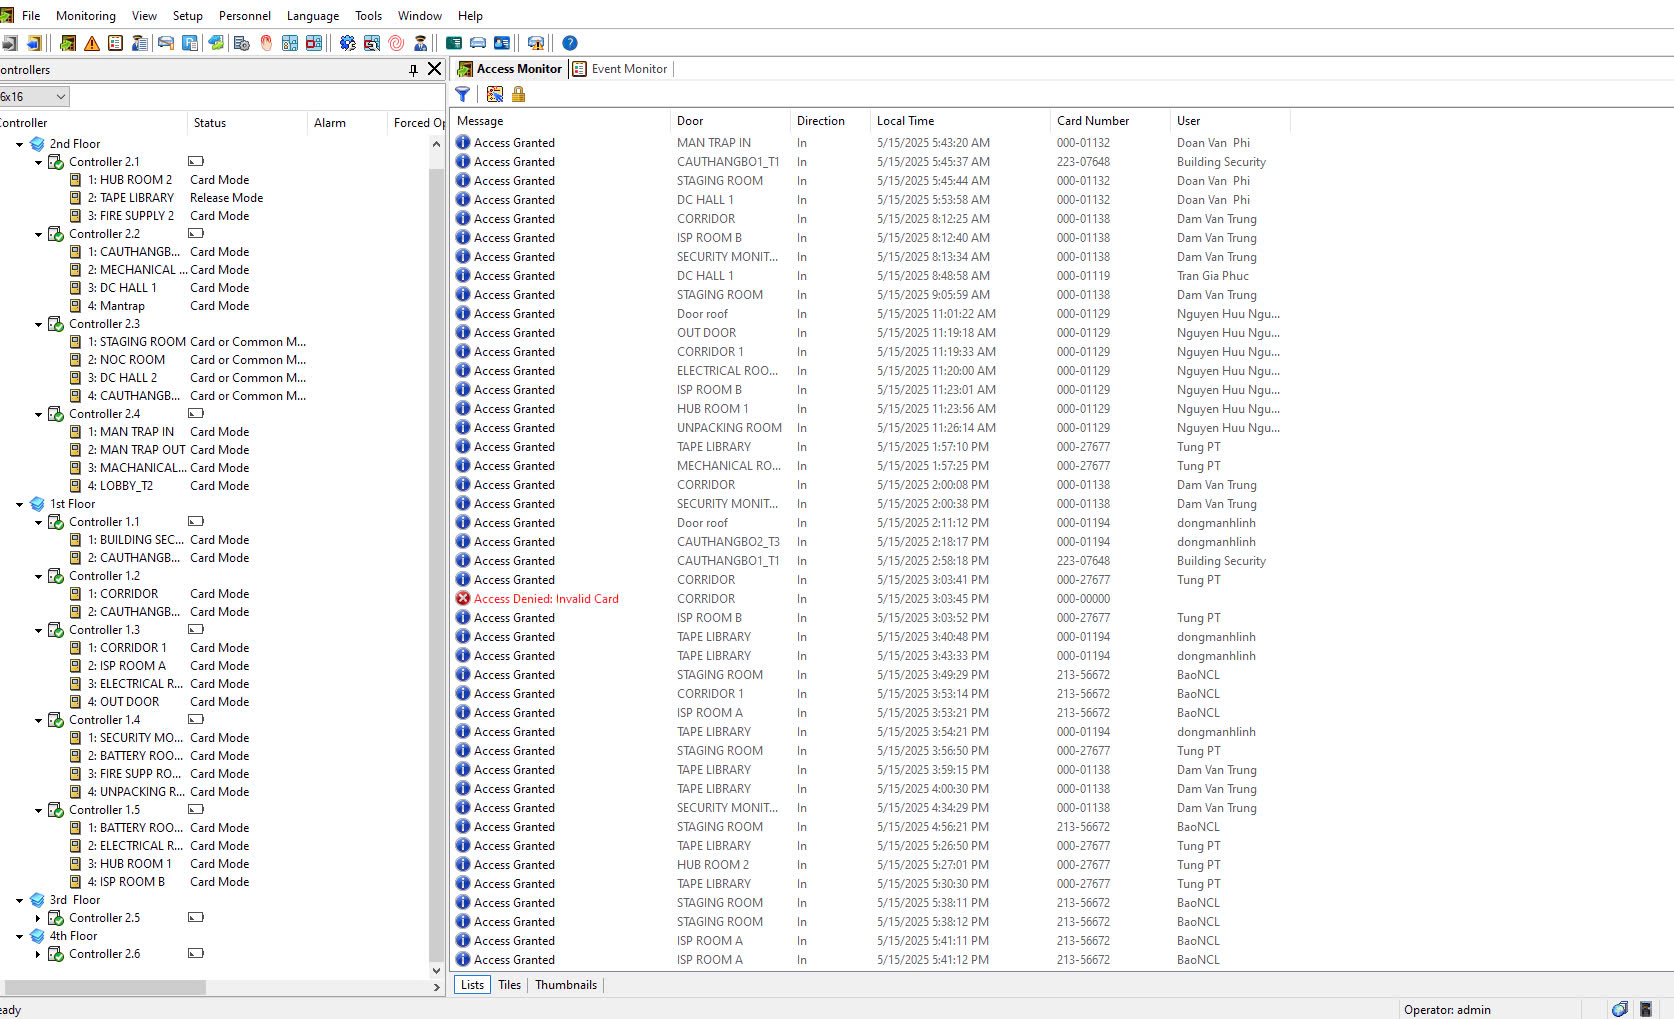 File Monitoring View Setup Personnel Language Tools Window Help
ontrollers
6x16
Controller Status Alarm Forced Op
2nd Floor
Controller 2.1
1: HUB ROOM 2 Card Mode
2: TAPE LIBRARY Release Mode
3: FIRE SUPPLY 2 Card Mode
Controller 2.2
1: CAUTHANGB... Card Mode
2: MECHANICAL ... Card Mode
3: DC HALL 1 Card Mode
4: Mantrap Card Mode
Controller 2.3
1: STAGING ROOM Card or Common M...
2: NOC ROOM Card or Common M...
3: DC HALL 2 Card or Common M...
4: CAUTHANGB... Card or Common M...
Controller 2.4
1: MAN TRAP IN Card Mode
2: MAN TRAP OUT Card Mode
3: MACHANICAL... Card Mode
4: LOBBY_T2 Card Mode
1st Floor
Controller 1.1
1: BUILDING SEC... Card Mode
2: CAUTHANGB... Card Mode
Controller 1.2
1: CORRIDOR Card Mode
2: CAUTHANGB... Card Mode
Controller 1.3
1: CORRIDOR 1 Card Mode
2: ISP ROOM A Card Mode
3: ELECTRICAL R... Card Mode
4: OUT DOOR Card Mode
Controller 1.4
1: SECURITY MO... Card Mode
2: BATTERY ROO... Card Mode
3: FIRE SUPP RO... Card Mode
4: UNPACKING R... Card Mode
Controller 1.5
1: BATTERY ROO... Card Mode
2: ELECTRICAL R... Card Mode
3: HUB ROOM 1 Card Mode
4: ISP ROOM B Card Mode
3rd Floor
Controller 2.5
4th Floor
Controller 2.6
Access Monitor Event Monitor
Message Door Direction Local Time Card Number User
Access Granted MAN TRAP IN In 5/15/2025 5:43:20 AM 000-01132 Doan Van Phi
Access Granted CAUTHANGBO1_T1 In 5/15/2025 5:45:37 AM 223-07648 Building Security
Access Granted STAGING ROOM In 5/15/2025 5:45:44 AM 000-01132 Doan Van Phi
Access Granted DC HALL 1 In 5/15/2025 5:53:58 AM 000-01132 Doan Van Phi
Access Granted CORRIDOR In 5/15/2025 8:12:25 AM 000-01138 Dam Van Trung
Access Granted ISP ROOM B In 5/15/2025 8:12:40 AM 000-01138 Dam Van Trung
Access Granted SECURITY MONIT... In 5/15/2025 8:13:34 AM 000-01138 Dam Van Trung
Access Granted DC HALL 1 In 5/15/2025 8:48:58 AM 000-01119 Tran Gia Phuc
Access Granted STAGING ROOM In 5/15/2025 9:05:59 AM 000-01138 Dam Van Trung
Access Granted Door roof In 5/15/2025 11:01:22 AM 000-01129 Nguyen Huu Ngu...
Access Granted OUT DOOR In 5/15/2025 11:19:18 AM 000-01129 Nguyen Huu Ngu...
Access Granted CORRIDOR 1 In 5/15/2025 11:19:33 AM 000-01129 Nguyen Huu Ngu...
Access Granted ELECTRICAL ROO... In 5/15/2025 11:20:00 AM 000-01129 Nguyen Huu Ngu...
Access Granted ISP ROOM B In 5/15/2025 11:23:01 AM 000-01129 Nguyen Huu Ngu...
Access Granted HUB ROOM 1 In 5/15/2025 11:23:56 AM 000-01129 Nguyen Huu Ngu...
Access Granted UNPACKING ROOM In 5/15/2025 11:26:14 AM 000-01129 Nguyen Huu Ngu...
Access Granted TAPE LIBRARY In 5/15/2025 1:57:10 PM 000-27677 Tung PT
Access Granted MECHANICAL RO... In 5/15/2025 1:57:25 PM 000-27677 Tung PT
Access Granted CORRIDOR In 5/15/2025 2:00:08 PM 000-01138 Dam Van Trung
Access Granted SECURITY MONIT... In 5/15/2025 2:00:38 PM 000-01138 Dam Van Trung
Access Granted Door roof In 5/15/2025 2:11:12 PM 000-01194 dongmanhlinh
Access Granted CAUTHANGBO2_T3 In 5/15/2025 2:18:17 PM 000-01194 dongmanhlinh
Access Granted CAUTHANGBO1_T1 In 5/15/2025 2:58:18 PM 223-07648 Building Security
Access Granted CORRIDOR In 5/15/2025 3:03:41 PM 000-27677 Tung PT
Access Denied: Invalid Card CORRIDOR In 5/15/2025 3:03:45 PM 000-00000
Access Granted ISP ROOM B In 5/15/2025 3:03:52 PM 000-27677 Tung PT
Access Granted TAPE LIBRARY In 5/15/2025 3:40:48 PM 000-01194 dongmanhlinh
Access Granted TAPE LIBRARY In 5/15/2025 3:43:33 PM 000-01194 dongmanhlinh
Access Granted STAGING ROOM In 5/15/2025 3:49:29 PM 213-56672 BaoNCL
Access Granted CORRIDOR 1 In 5/15/2025 3:53:14 PM 213-56672 BaoNCL
Access Granted ISP ROOM A In 5/15/2025 3:53:21 PM 213-56672 BaoNCL
Access Granted TAPE LIBRARY In 5/15/2025 3:54:21 PM 000-01194 dongmanhlinh
Access Granted STAGING ROOM In 5/15/2025 3:56:50 PM 000-27677 Tung PT
Access Granted TAPE LIBRARY In 5/15/2025 3:59:15 PM 000-01138 Dam Van Trung
Access Granted TAPE LIBRARY In 5/15/2025 4:00:30 PM 000-01138 Dam Van Trung
Access Granted SECURITY MONIT... In 5/15/2025 4:34:29 PM 000-01138 Dam Van Trung
Access Granted STAGING ROOM In 5/15/2025 4:56:21 PM 213-56672 BaoNCL
Access Granted TAPE LIBRARY In 5/15/2025 5:26:50 PM 000-27677 Tung PT
Access Granted HUB ROOM 2 In 5/15/2025 5:27:01 PM 000-27677 Tung PT
Access Granted TAPE LIBRARY In 5/15/2025 5:30:30 PM 000-27677 Tung PT
Access Granted STAGING ROOM In 5/15/2025 5:38:11 PM 213-56672 BaoNCL
Access Granted STAGING ROOM In 5/15/2025 5:38:12 PM 213-56672 BaoNCL
Access Granted ISP ROOM A In 5/15/2025 5:41:11 PM 213-56672 BaoNCL
Access Granted ISP ROOM A In 5/15/2025 5:41:12 PM 213-56672 BaoNCL
Lists Tiles Thumbnails
eady Operator: admin